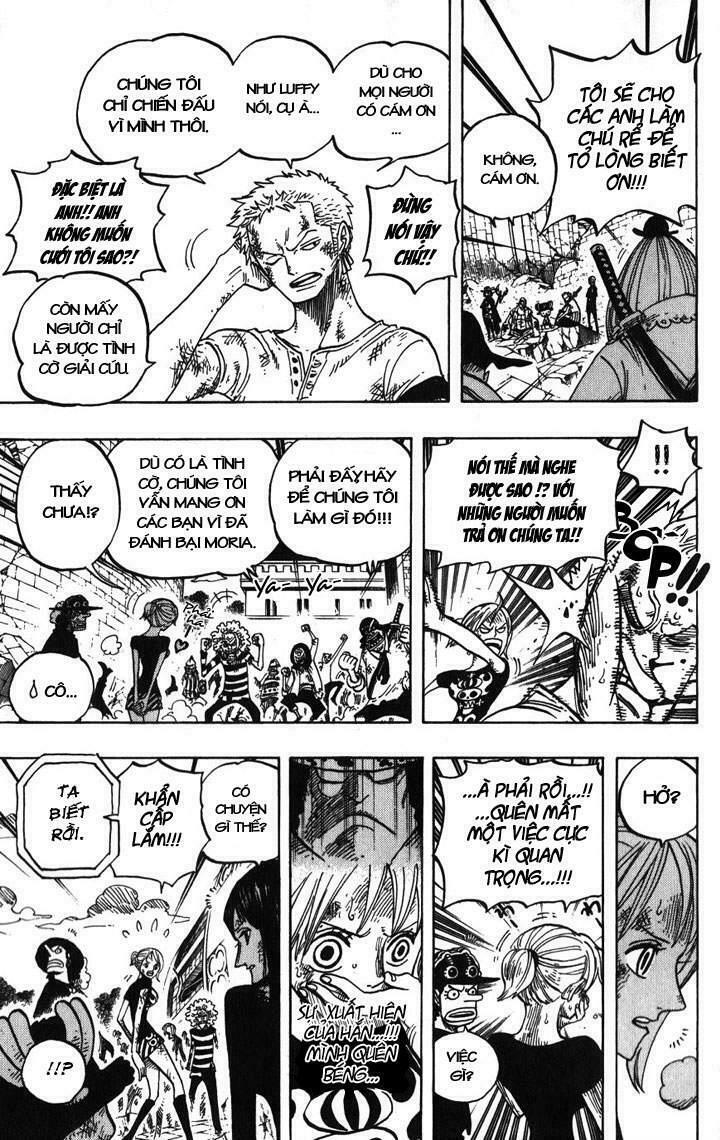 TÔI SẼ CHO
CÁC ANH LÀM
CHÚ RỂ ĐỂ
TỎ LÒNG BIẾT
ƠN!!!
KHÔNG,
CÁM ƠN.
DÙ CHO
MỌI NGƯỜI
CÓ CÁM ƠN
...
NHƯ LUFFY
NÓI, CỤ À...
CHÚNG TÔI
CHỈ CHIẾN ĐẤU
VÌ MÌNH THÔI.
ĐỪNG
NÓI VẬY
CHỨ!!
ĐẶC BIỆT LÀ
ANH!! ANH
KHÔNG MUỐN
CƯỚI TÔI SAO?!
CÒN MẤY
NGƯỜI CHỈ
LÀ ĐƯỢC TÌNH
CỜ GIẢI CỨU.
!!
NÓI THẾ MÀ NGHE
ĐƯỢC SAO !? VỚI
NHỮNG NGƯỜI MUỐN
TRẢ ƠN CHÚNG TA!!
BỐP!!
PHẢI ĐẤY, HÃY
ĐỂ CHÚNG TÔI
LÀM GÌ ĐÓ!!!
DÙ CÓ LÀ TÌNH
CỜ, CHÚNG TÔI
VẪN MANG ƠN
CÁC BẠN VÌ ĐÃ
ĐÁNH BẠI MORIA.
THẤY
CHƯA!?
Ya- Ya-
CÔ...
HỞ?
...À PHẢI RỒI,...!!
...QUÊN MẤT
MỘT VIỆC CỰC
KÌ QUAN
TRỌNG...!!!
VIỆC
GÌ?
SỰ XUẤT HIỆN
CỦA HẮN...!!!
MÌNH QUÊN
BẾNG...
CÓ
CHUYỆN
GÌ THẾ?
KHẨN
CẤP
LẮM!!!
TA
BIẾT
RỒI.
!!?